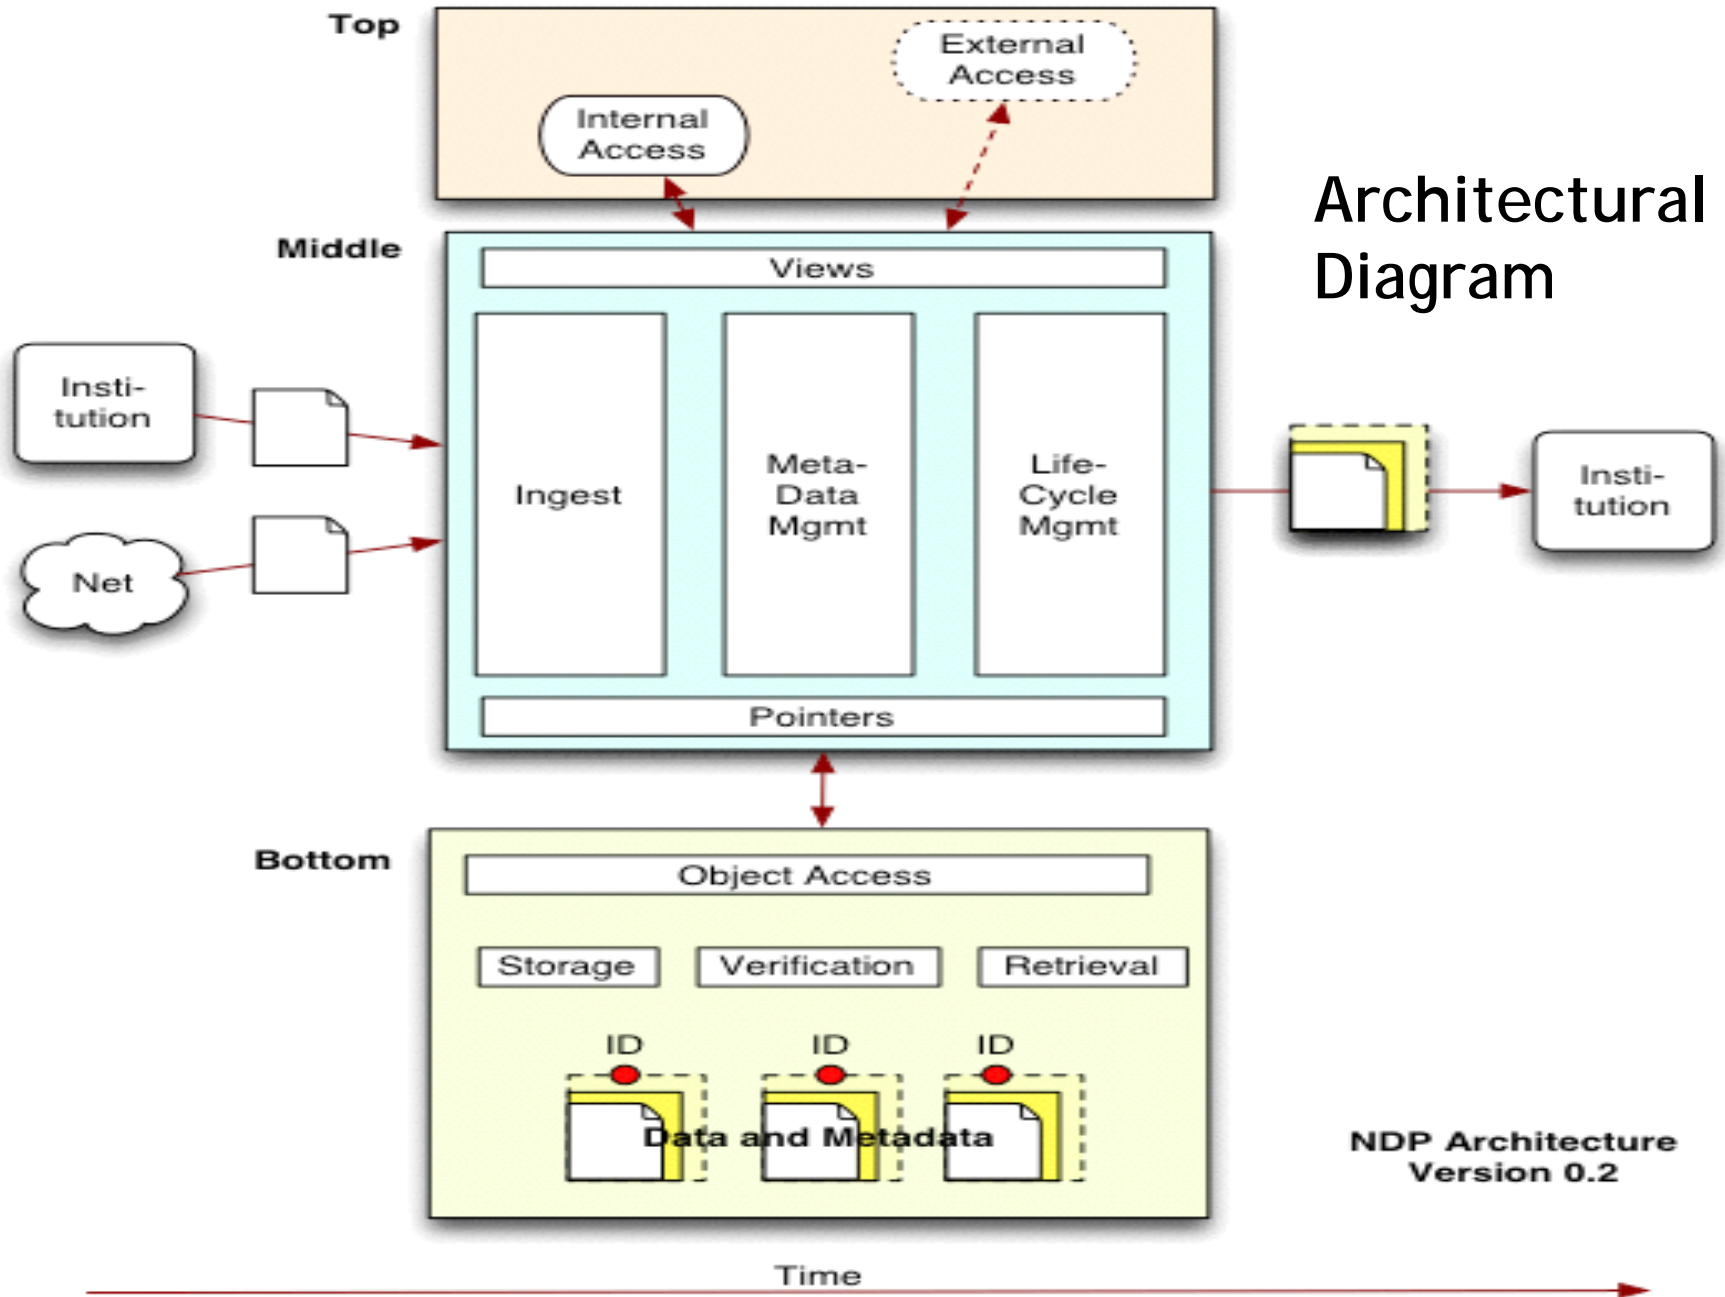 Top
External
Access
Internal
Access
Architectural
Diagram
Middle
Views
Insti-
tution
Net
Ingest
Meta-
Data
Mgmt
Life-
Cycle
Mgmt
Insti-
tution
Pointers
Bottom
Object Access
Storage
Verification
Retrieval
ID
ID
ID
Data and Metadata
NDP Architecture
Version 0.2
Time